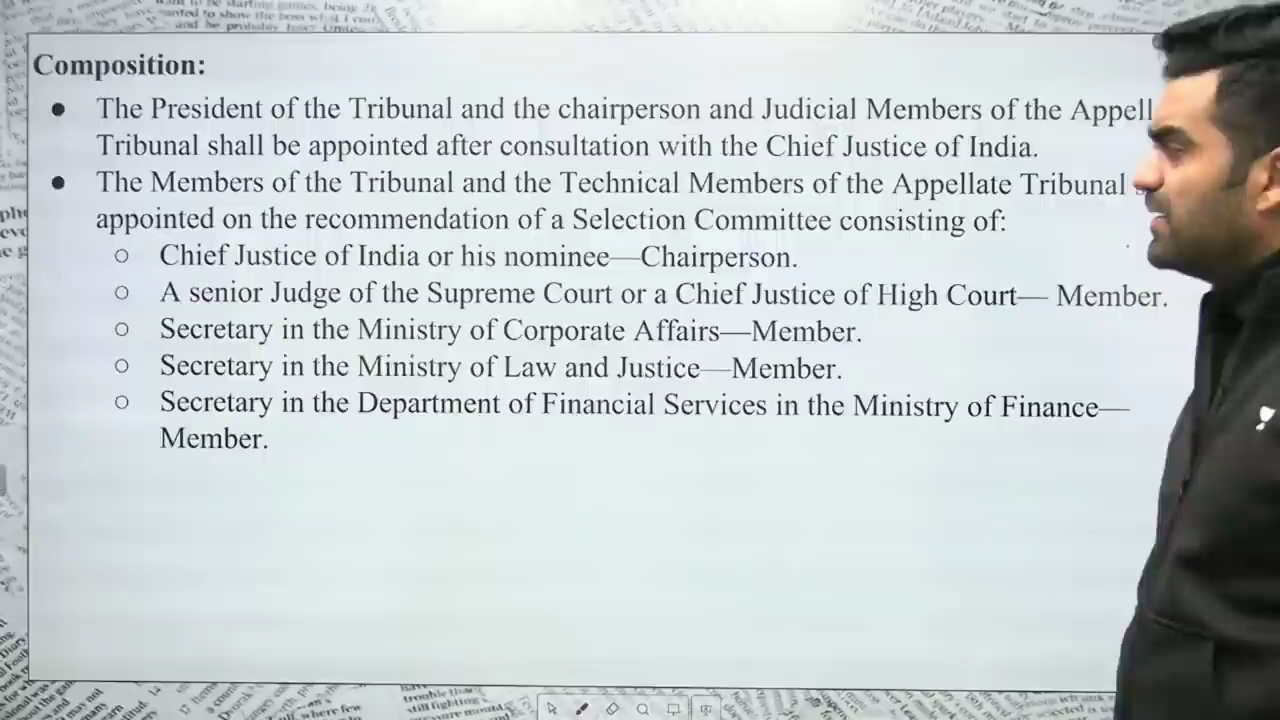 Composition:
● The President of the Tribunal and the chairperson and Judicial Members of the Appell
Tribunal shall be appointed after consultation with the Chief Justice of India.
● The Members of the Tribunal and the Technical Members of the Appellate Tribunal
appointed on the recommendation of a Selection Committee consisting of:
○ Chief Justice of India or his nominee—Chairperson.
○ A senior Judge of the Supreme Court or a Chief Justice of High Court— Member.
○ Secretary in the Ministry of Corporate Affairs—Member.
○ Secretary in the Ministry of Law and Justice—Member.
○ Secretary in the Department of Financial Services in the Ministry of Finance—
Member.